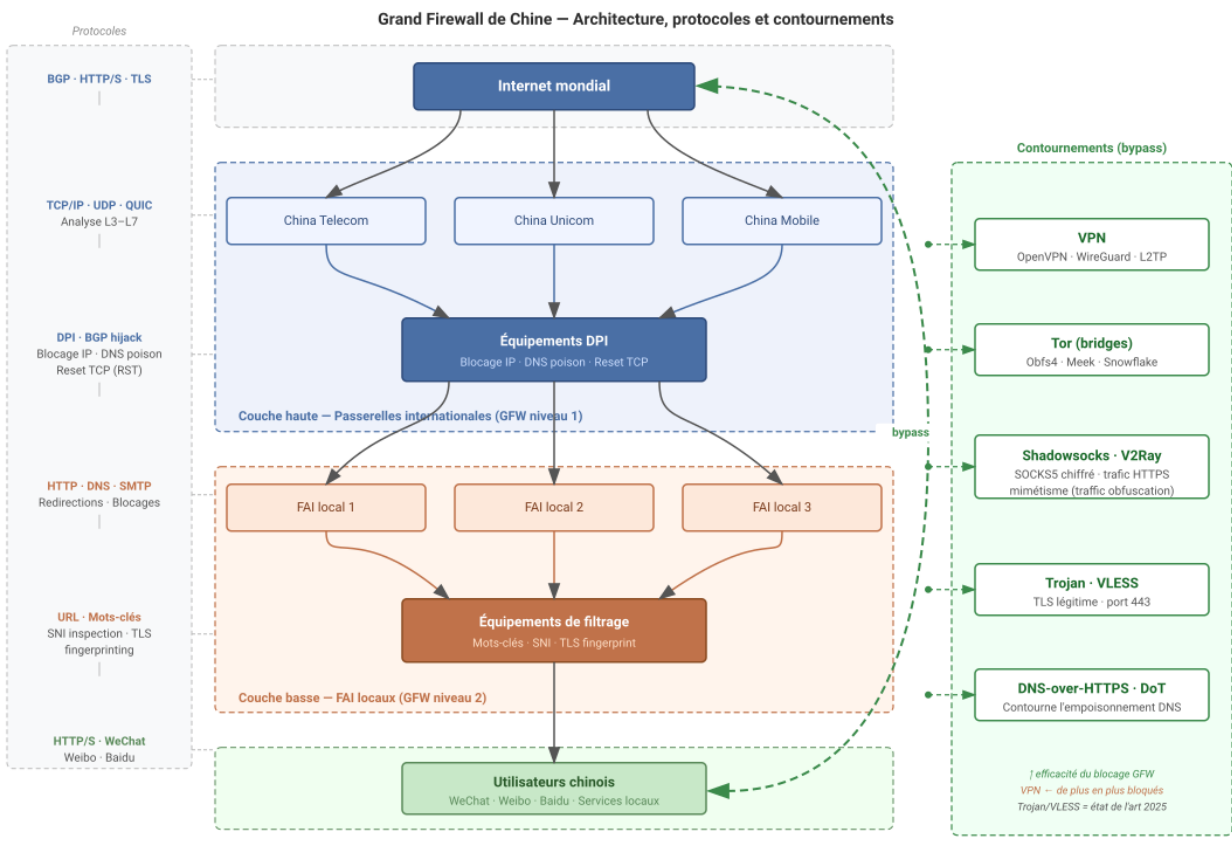 Grand Firewall de Chine — Architecture, protocoles et contournements
Protocoles
BGP · HTTP/S · TLS
TCP/IP · UDP · QUIC
Analyse L3–L7
DPI · BGP hijack
Blocage IP · DNS poison
Reset TCP (RST)
HTTP · DNS · SMTP
Redirections · Blocages
URL · Mots-clés
SNI inspection · TLS
fingerprinting
HTTP/S · WeChat
Weibo · Baidu
Internet mondial
China Telecom
China Unicom
China Mobile
Équipements DPI
Blocage IP · DNS poison · Reset TCP
Couche haute — Passerelles internationales (GFW niveau 1)
FAI local 1
FAI local 2
FAI local 3
Équipements de filtrage
Mots-clés · SNI · TLS fingerprint
Couche basse — FAI locaux (GFW niveau 2)
Utilisateurs chinois
WeChat · Weibo · Baidu · Services locaux
bypass
Contournements (bypass)
VPN
OpenVPN · WireGuard · L2TP
Tor (bridges)
Obfs4 · Meek · Snowflake
Shadowsocks · V2Ray
SOCKS5 chiffré · trafic HTTPS
mimétisme (traffic obfuscation)
Trojan · VLESS
TLS légitime · port 443
DNS-over-HTTPS · DoT
Contourne l'empoisonnement DNS
↑ efficacité du blocage GFW
VPN ← de plus en plus bloqués
Trojan/VLESS = état de l'art 2025